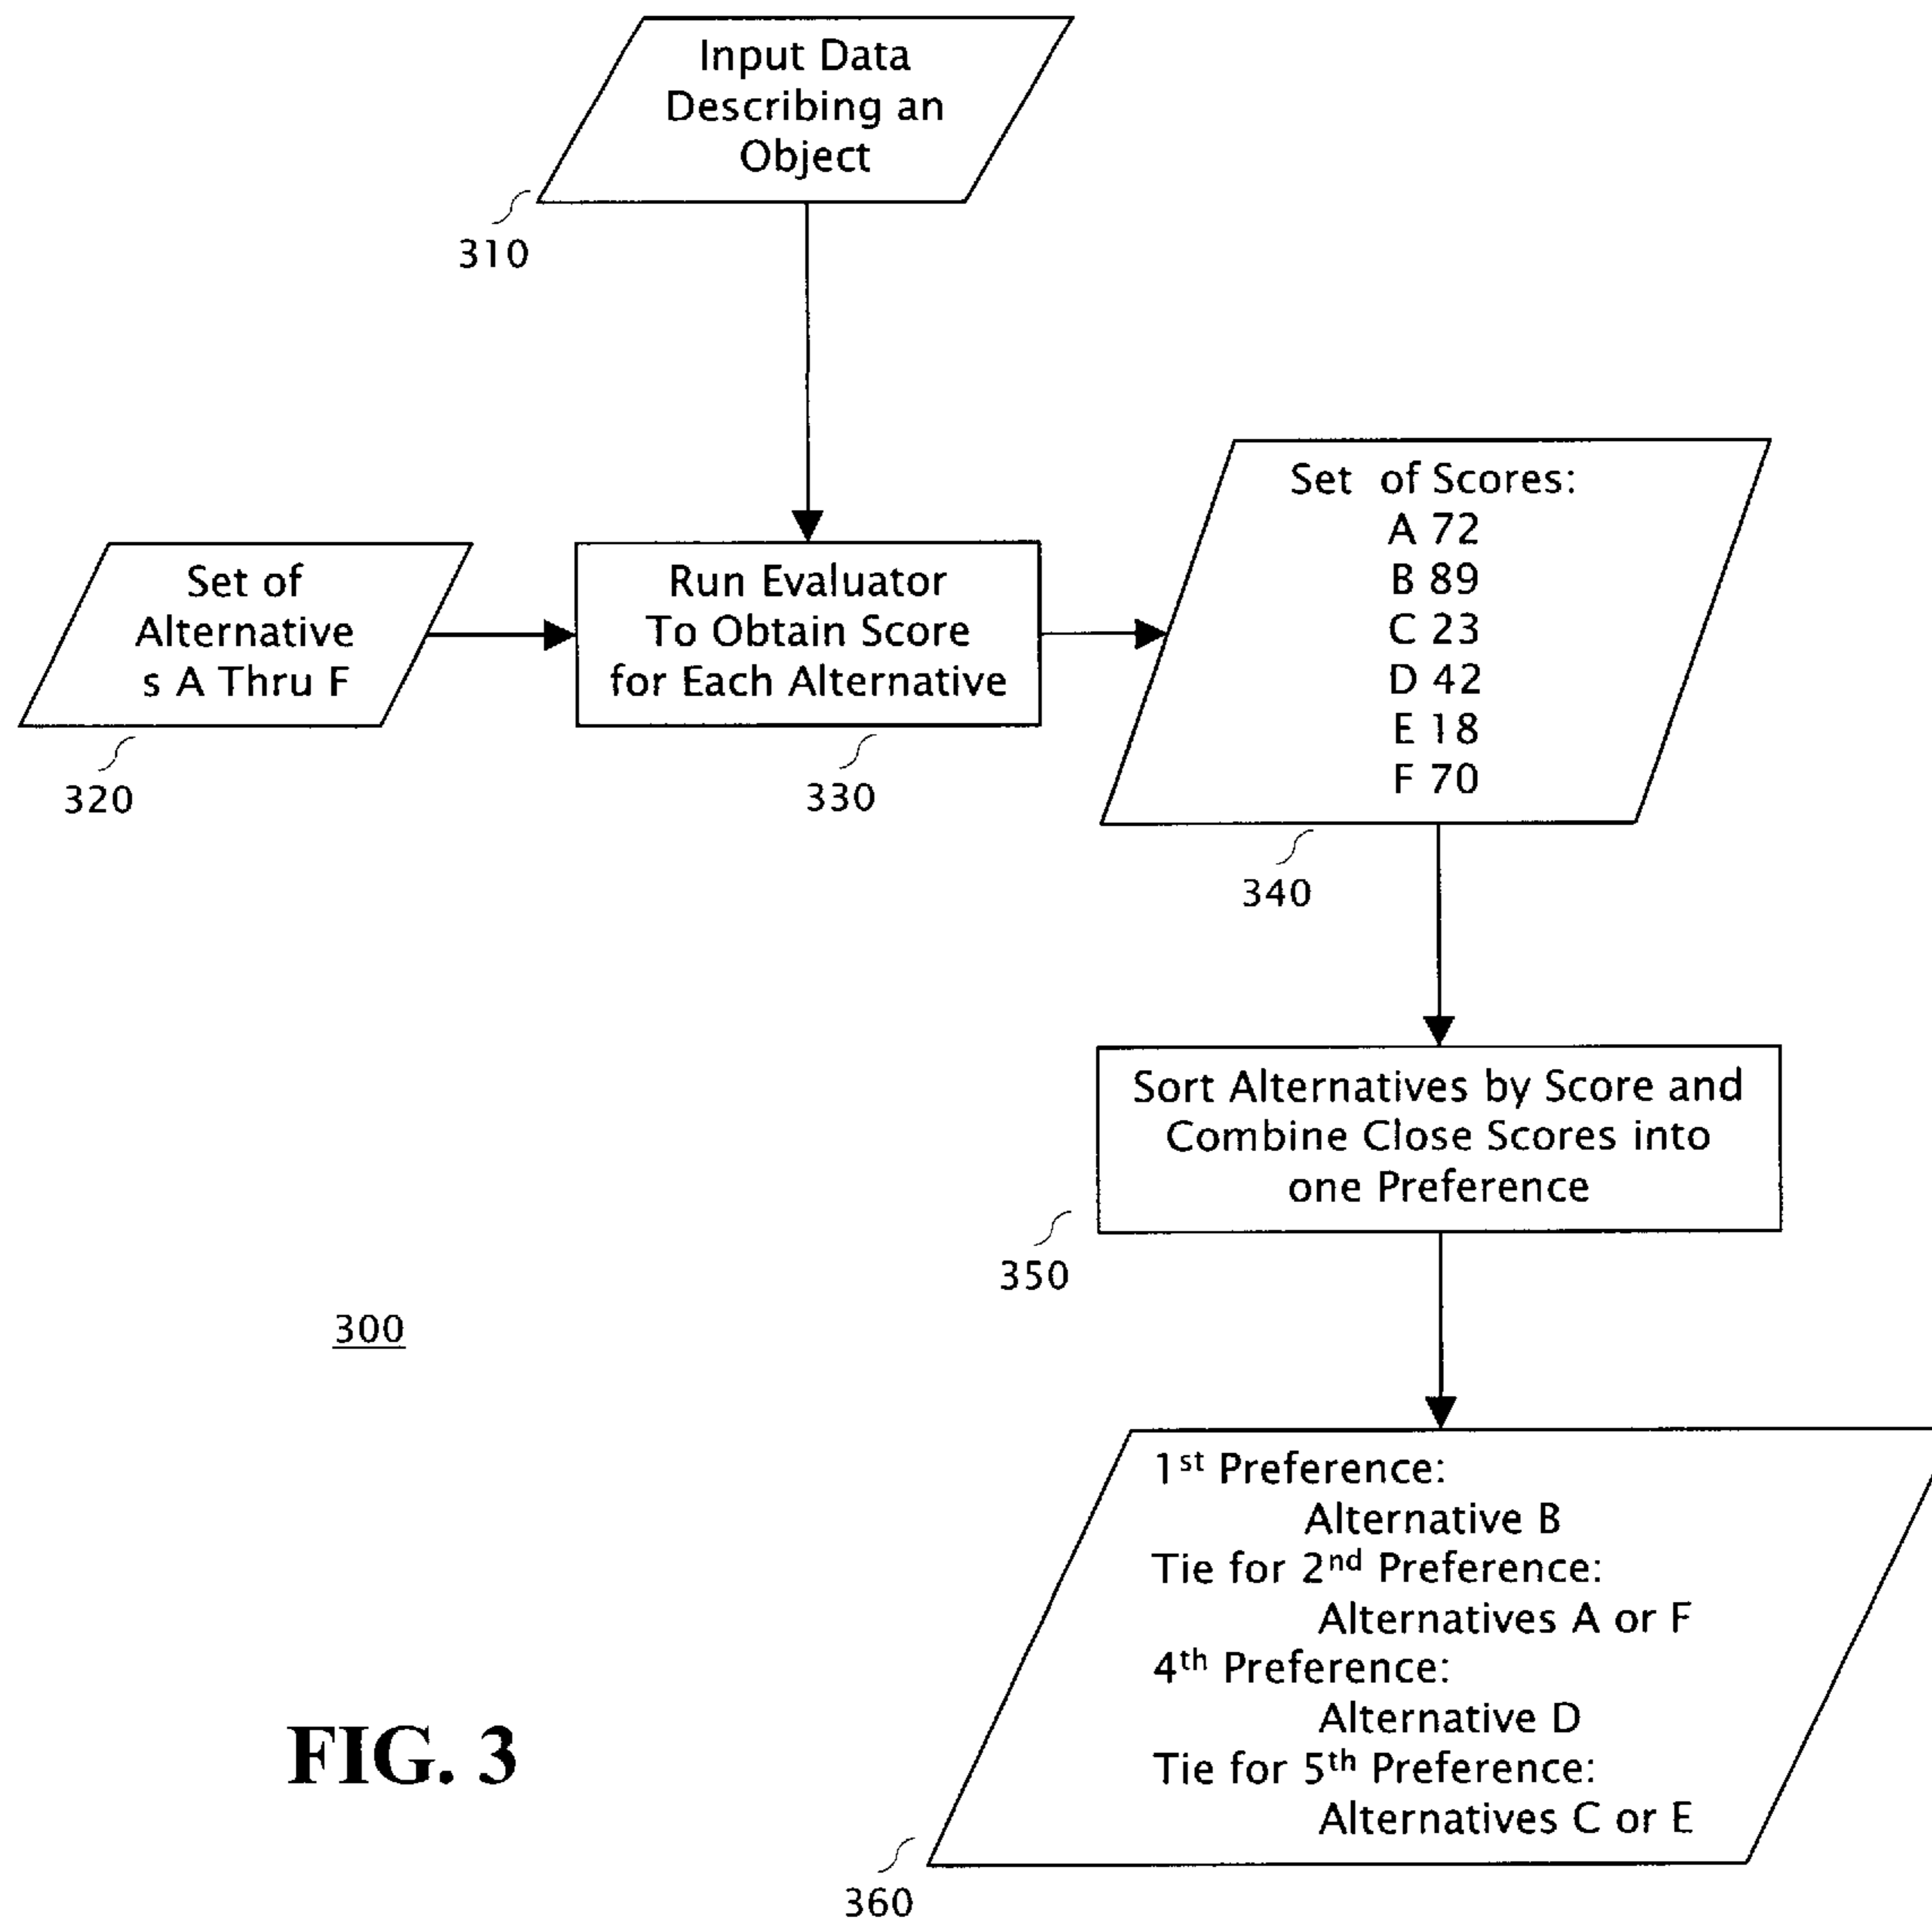 Input Data
Describing an
Object
310
Set of
Alternative
s A Thru F
320
Run Evaluator
To Obtain Score
for Each Alternative
330
Set of Scores:
A 72
B 89
C 23
D 42
E 18
F 70
340
Sort Alternatives by Score and
Combine Close Scores into
one Preference
350
300
1st Preference:
Alternative B
Tie for 2nd Preference:
Alternatives A or F
4th Preference:
Alternative D
Tie for 5th Preference:
Alternatives C or E
360
FIG. 3